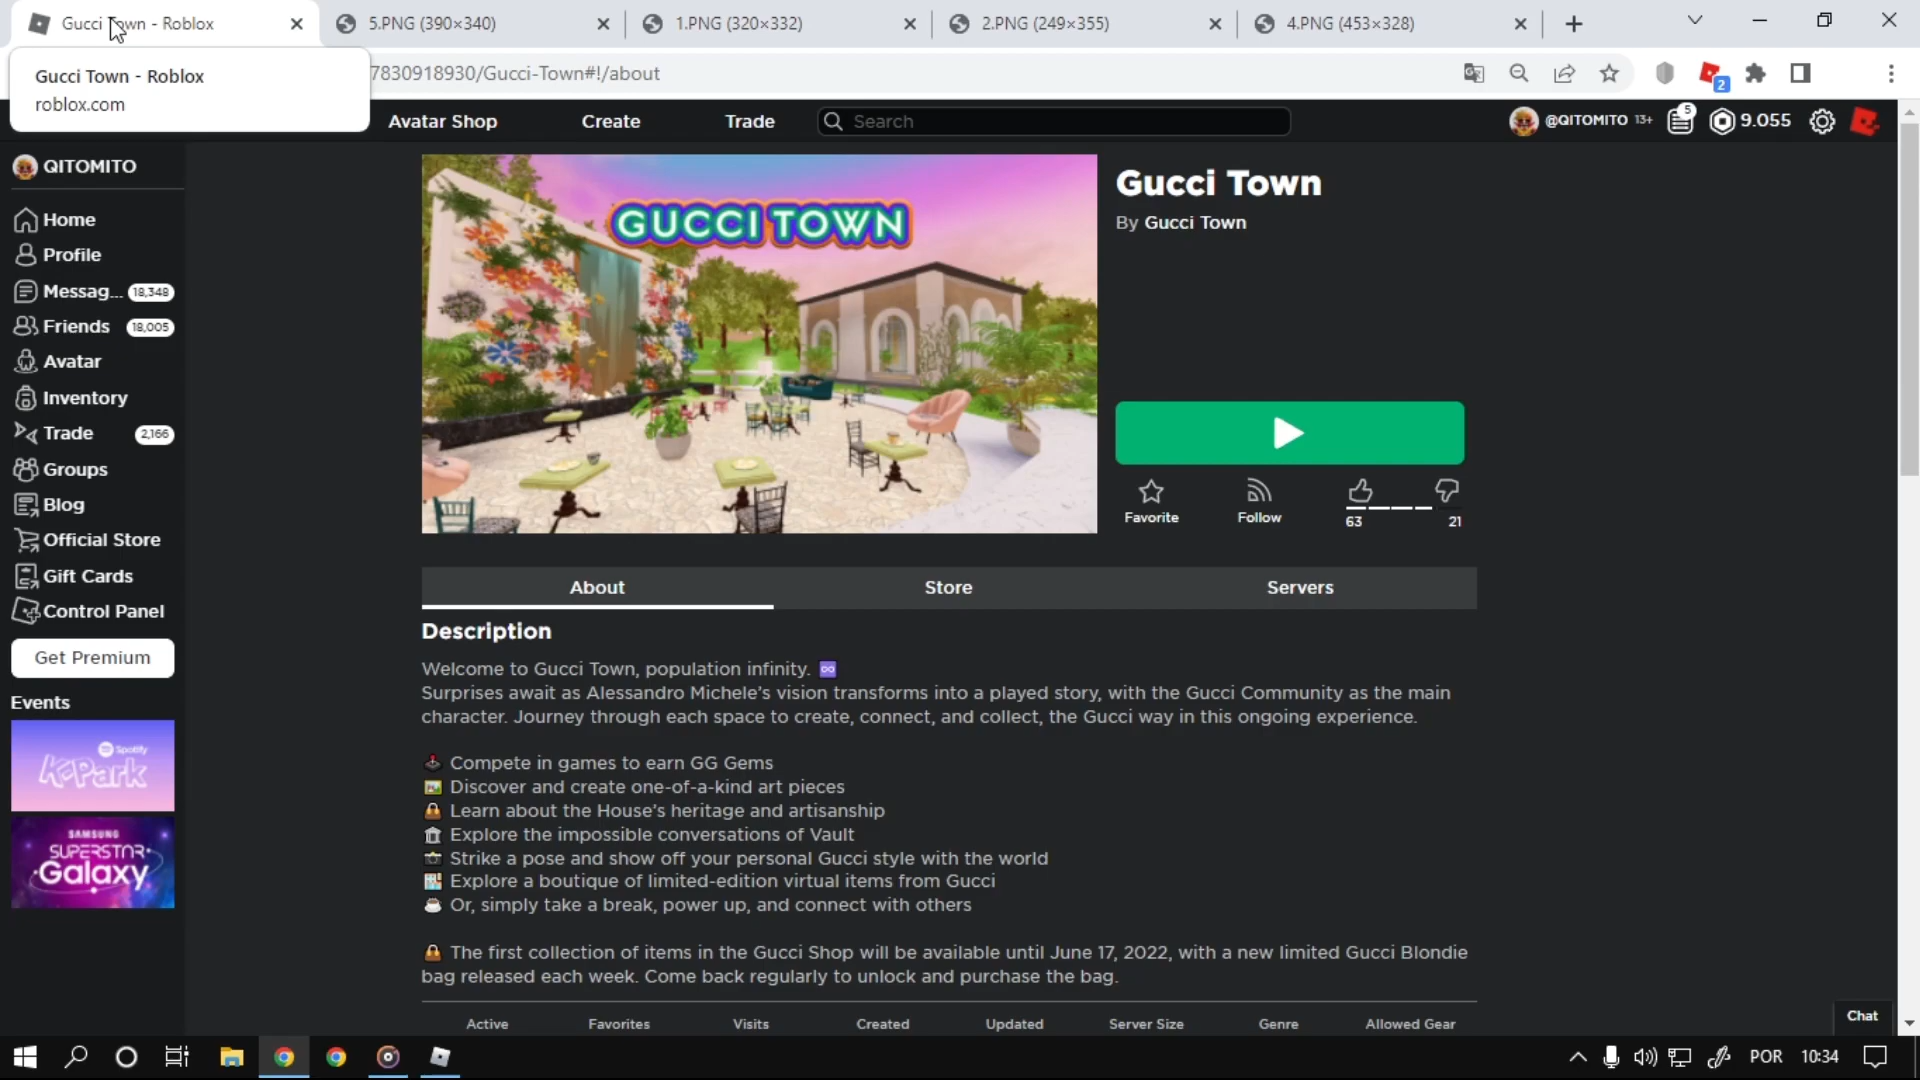 Gucci Town - Roblox
5.PNG (390×340)
1.PNG (320×332)
2.PNG (249×355)
4.PNG (453×328)
Gucci Town - Roblox
roblox.com
7830918930/Gucci-Town#!/about
2
Avatar Shop
Create
Trade
Search
@QITOMITO 13+
5
9.055
QITOMITO
Home
Profile
Messag... 18,348
Friends 18,005
Avatar
Inventory
Trade 2,166
Groups
Blog
Official Store
Gift Cards
Control Panel
Get Premium
Events
Spotify
K-Park
SAMSUNG
SUPERSTAR
Galaxy
GUCCI TOWN
Gucci Town
By Gucci Town
Favorite
Follow
63
21
About
Store
Servers
Description
Welcome to Gucci Town, population infinity. ♾
Surprises await as Alessandro Michele's vision transforms into a played story, with the Gucci Community as the main
character. Journey through each space to create, connect, and collect, the Gucci way in this ongoing experience.
Compete in games to earn GG Gems
Discover and create one-of-a-kind art pieces
Learn about the House's heritage and artisanship
Explore the impossible conversations of Vault
Strike a pose and show off your personal Gucci style with the world
Explore a boutique of limited-edition virtual items from Gucci
Or, simply take a break, power up, and connect with others
The first collection of items in the Gucci Shop will be available until June 17, 2022, with a new limited Gucci Blondie
bag released each week. Come back regularly to unlock and purchase the bag.
Active
Favorites
Visits
Created
Updated
Server Size
Genre
Allowed Gear
Chat
POR
10:34